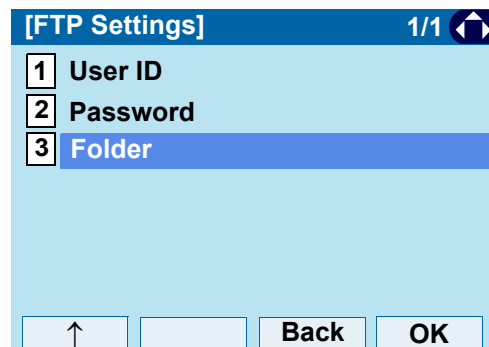 [FTP Settings] 1/1
1 User ID
2 Password
3 Folder
↑ Back OK